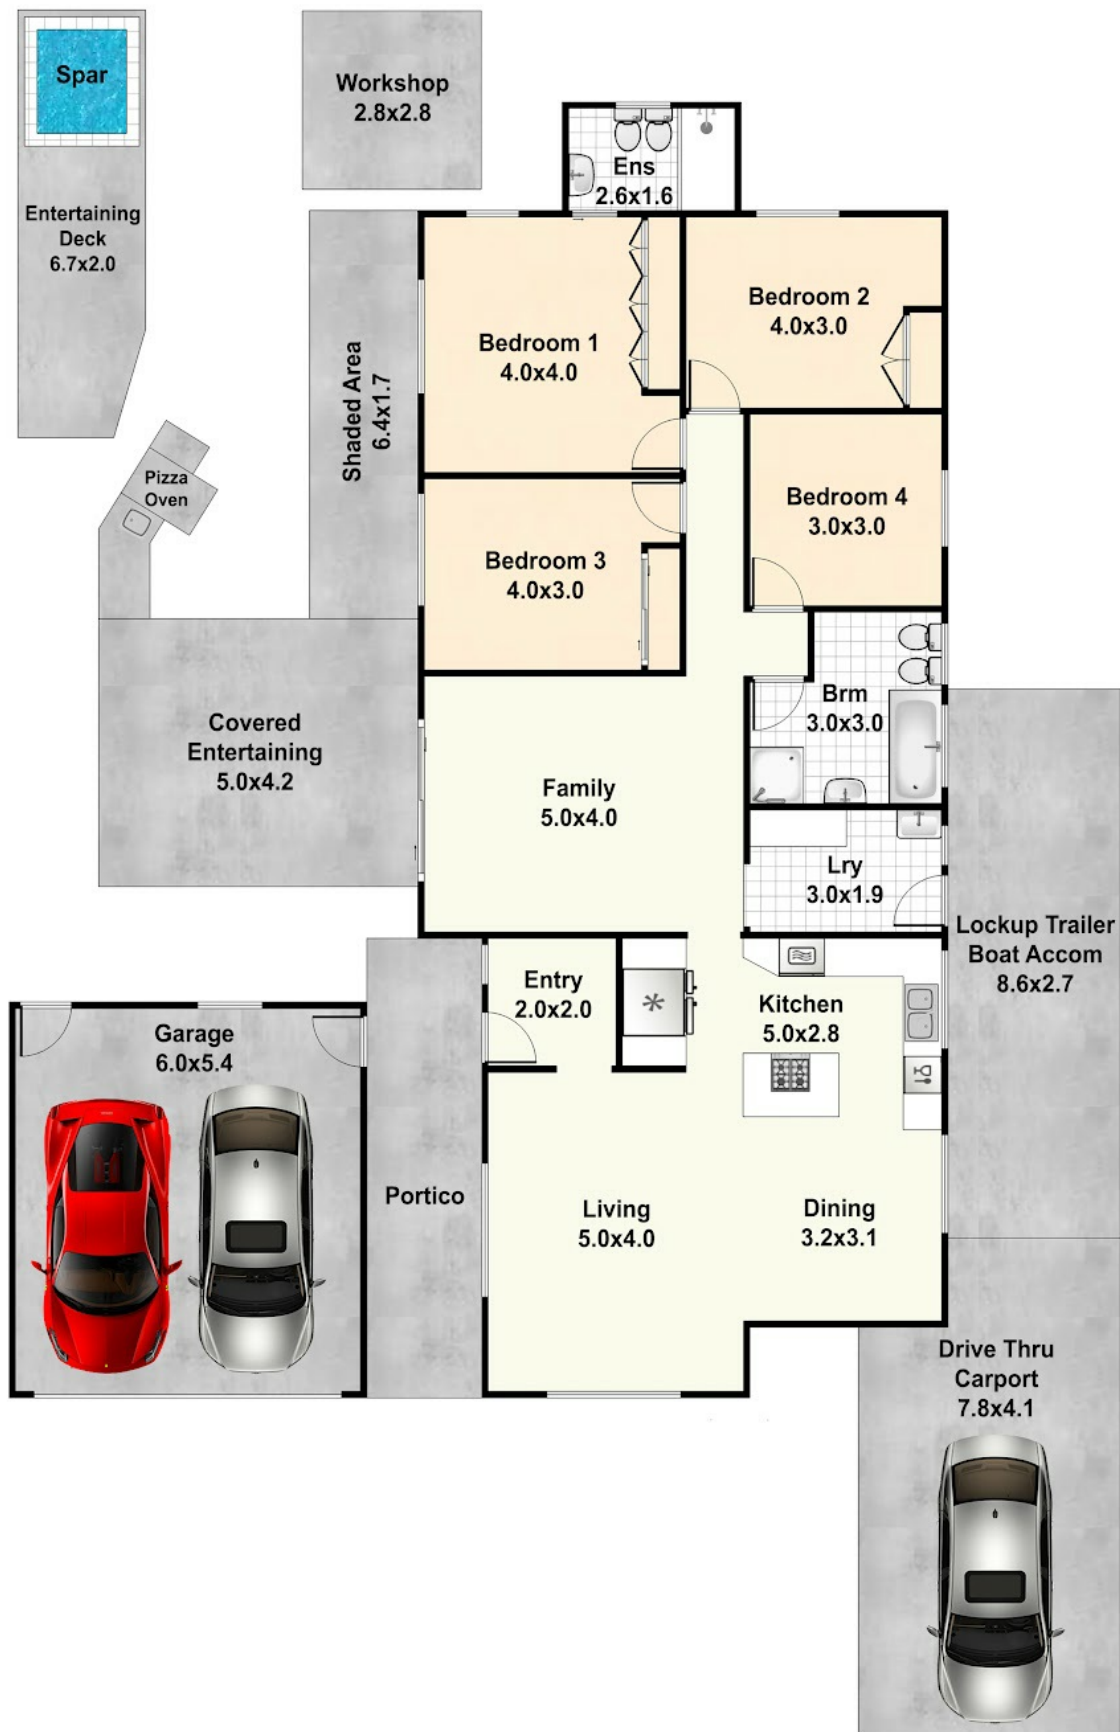 Spar
Workshop
2.8x2.8
Ens
2.6x1.6
Entertaining
Deck
6.7x2.0
Bedroom 1
4.0x4.0
Bedroom 2
4.0x3.0
Shaded Area
6.4x1.7
Pizza
Oven
Bedroom 4
3.0x3.0
Bedroom 3
4.0x3.0
Brm
3.0x3.0
Covered
Entertaining
5.0x4.2
Family
5.0x4.0
Lry
3.0x1.9
Lockup Trailer
Boat Accom
8.6x2.7
Entry
2.0x2.0
Kitchen
5.0x2.8
Garage
6.0x5.4
Portico
Living
5.0x4.0
Dining
3.2x3.1
Drive Thru
Carport
7.8x4.1